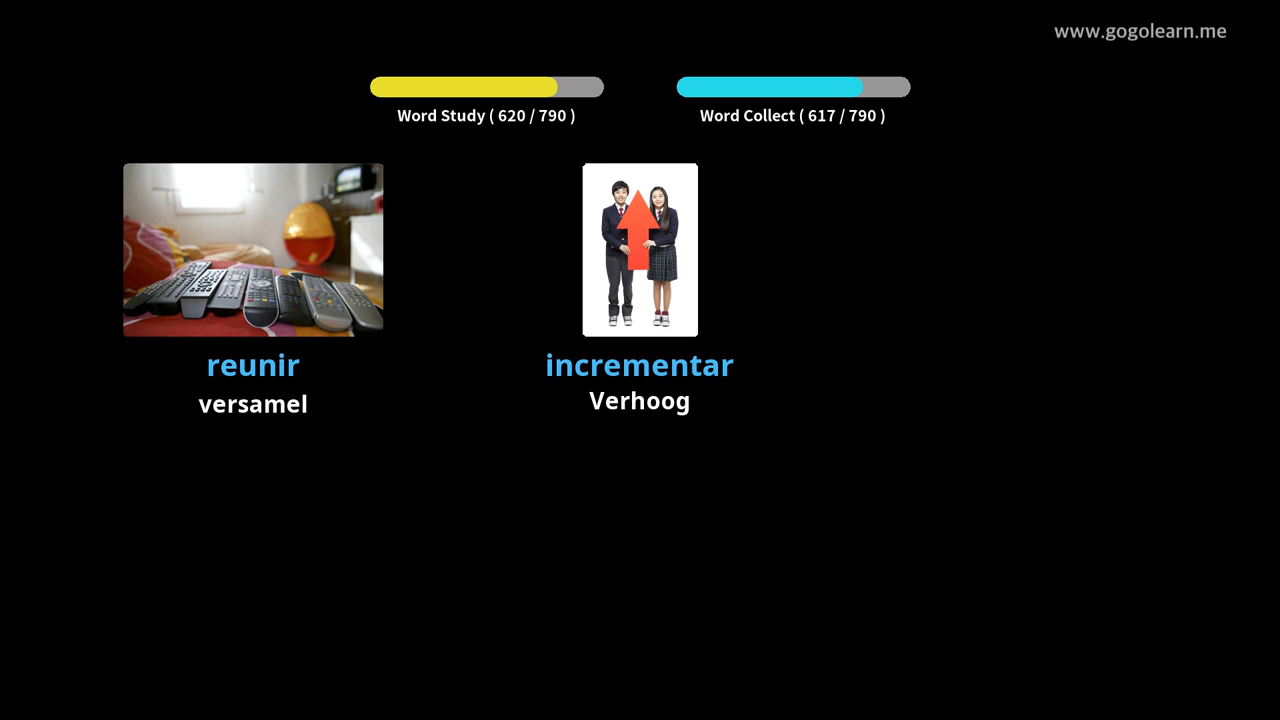 www.gogolearn.me
Word Study ( 620 / 790 )
Word Collect ( 617 / 790 )
reunir
versamel
incrementar
Verhoog